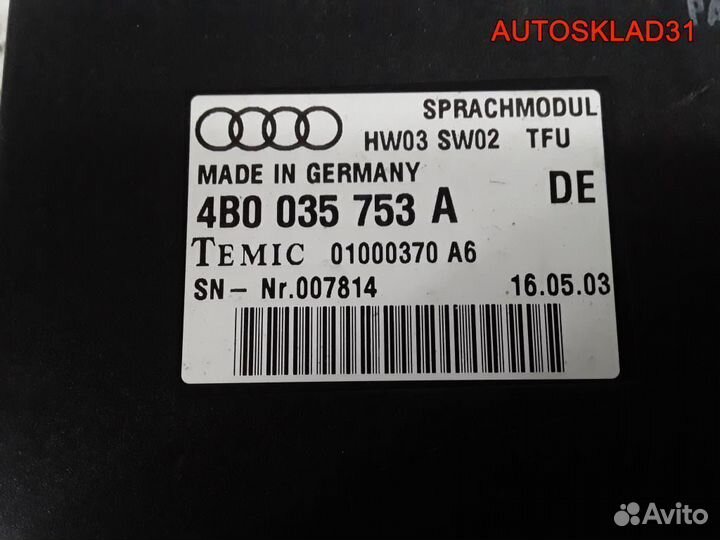 AUTOSKLAD31
SPRACHMODUL
HW03 SW02 TFU
MADE IN GERMANY
DE
4B0 035 753 A
TEMIC 01000370 A6
SN- Nr.007814 16.05.03
Avito